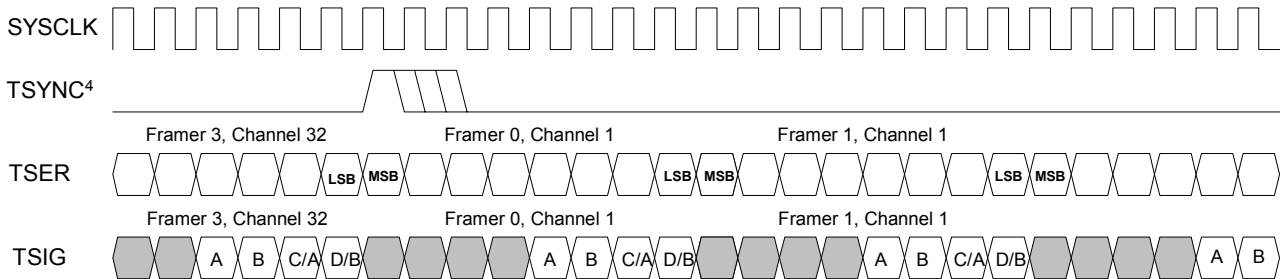 SYSCLK
TSYNC⁴
Framer 3, Channel 32 Framer 0, Channel 1 Framer 1, Channel 1
TSER LSB MSB LSB MSB LSB MSB
Framer 3, Channel 32 Framer 0, Channel 1 Framer 1, Channel 1
TSIG A B C/A D/B A B C/A D/B A B C/A D/B A B